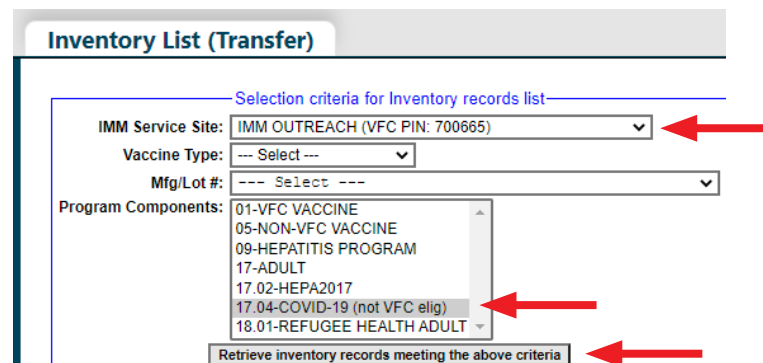 Inventory List (Transfer)
Selection criteria for Inventory records list
IMM Service Site: IMM OUTREACH (VFC PIN: 700665)
Vaccine Type: --- Select ---
Mfg/Lot #: --- Select ---
Program Components: 01-VFC VACCINE
05-NON-VFC VACCINE
09-HEPATITIS PROGRAM
17-ADULT
17.02-HEPA2017
17.04-COVID-19 (not VFC elig)
18.01-REFUGEE HEALTH ADULT
Retrieve inventory records meeting the above criteria